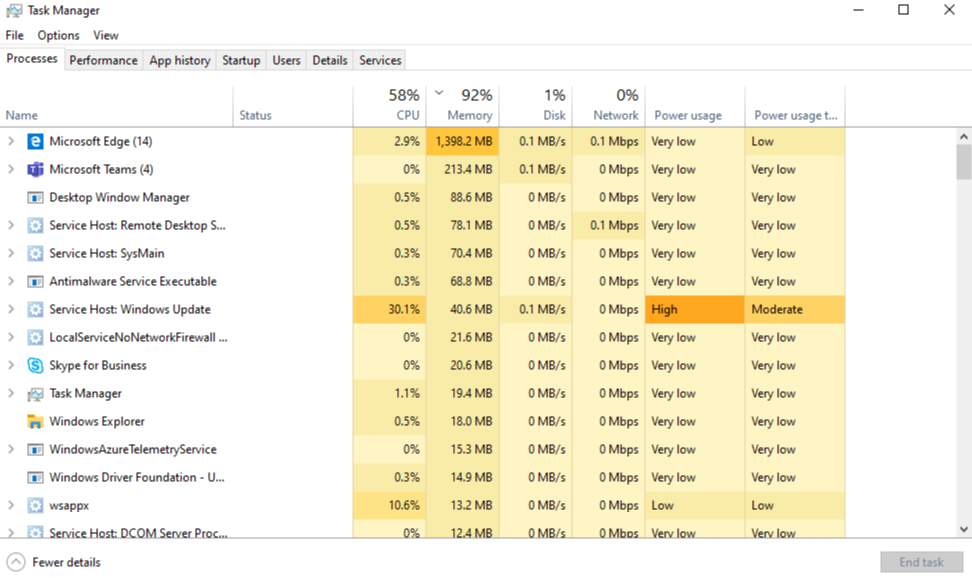 Task Manager
File Options View
Processes Performance App history Startup Users Details Services
58% 92% 1% 0%
Name Status CPU Memory Disk Network Power usage Power usage t...
Microsoft Edge (14) 2.9% 1,398.2 MB 0.1 MB/s 0.1 Mbps Very low Low
Microsoft Teams (4) 0% 213.4 MB 0.1 MB/s 0 Mbps Very low Very low
Desktop Window Manager 0.5% 88.6 MB 0 MB/s 0 Mbps Very low Very low
Service Host: Remote Desktop S... 0.5% 78.1 MB 0 MB/s 0.1 Mbps Very low Very low
Service Host: SysMain 0.3% 70.4 MB 0 MB/s 0 Mbps Very low Very low
Antimalware Service Executable 0.3% 68.8 MB 0 MB/s 0 Mbps Very low Very low
Service Host: Windows Update 30.1% 40.6 MB 0.1 MB/s 0 Mbps High Moderate
LocalServiceNoNetworkFirewall ... 0% 21.6 MB 0 MB/s 0 Mbps Very low Very low
Skype for Business 0% 20.6 MB 0 MB/s 0 Mbps Very low Very low
Task Manager 1.1% 19.4 MB 0 MB/s 0 Mbps Very low Very low
Windows Explorer 0.5% 18.0 MB 0 MB/s 0 Mbps Very low Very low
WindowsAzureTelemetryService 0% 15.3 MB 0 MB/s 0 Mbps Very low Very low
Windows Driver Foundation - U... 0.3% 14.9 MB 0 MB/s 0 Mbps Very low Very low
wsappx 10.6% 13.2 MB 0 MB/s 0 Mbps Low Low
Service Host: DCOM Server Proc... 0% 12.4 MB 0 MB/s 0 Mbps Very low Very low
Fewer details End task